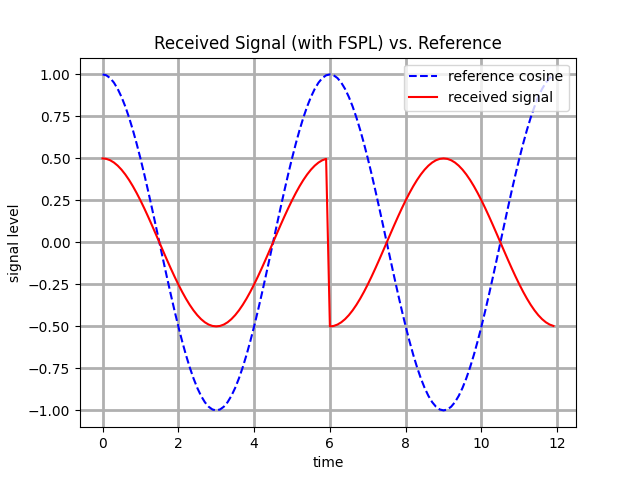 Received Signal (with FSPL) vs. Reference
reference cosine
received signal
1.00
0.75
0.50
0.25
0.00
−0.25
−0.50
−0.75
−1.00
signal level
0 2 4 6 8 10 12
time